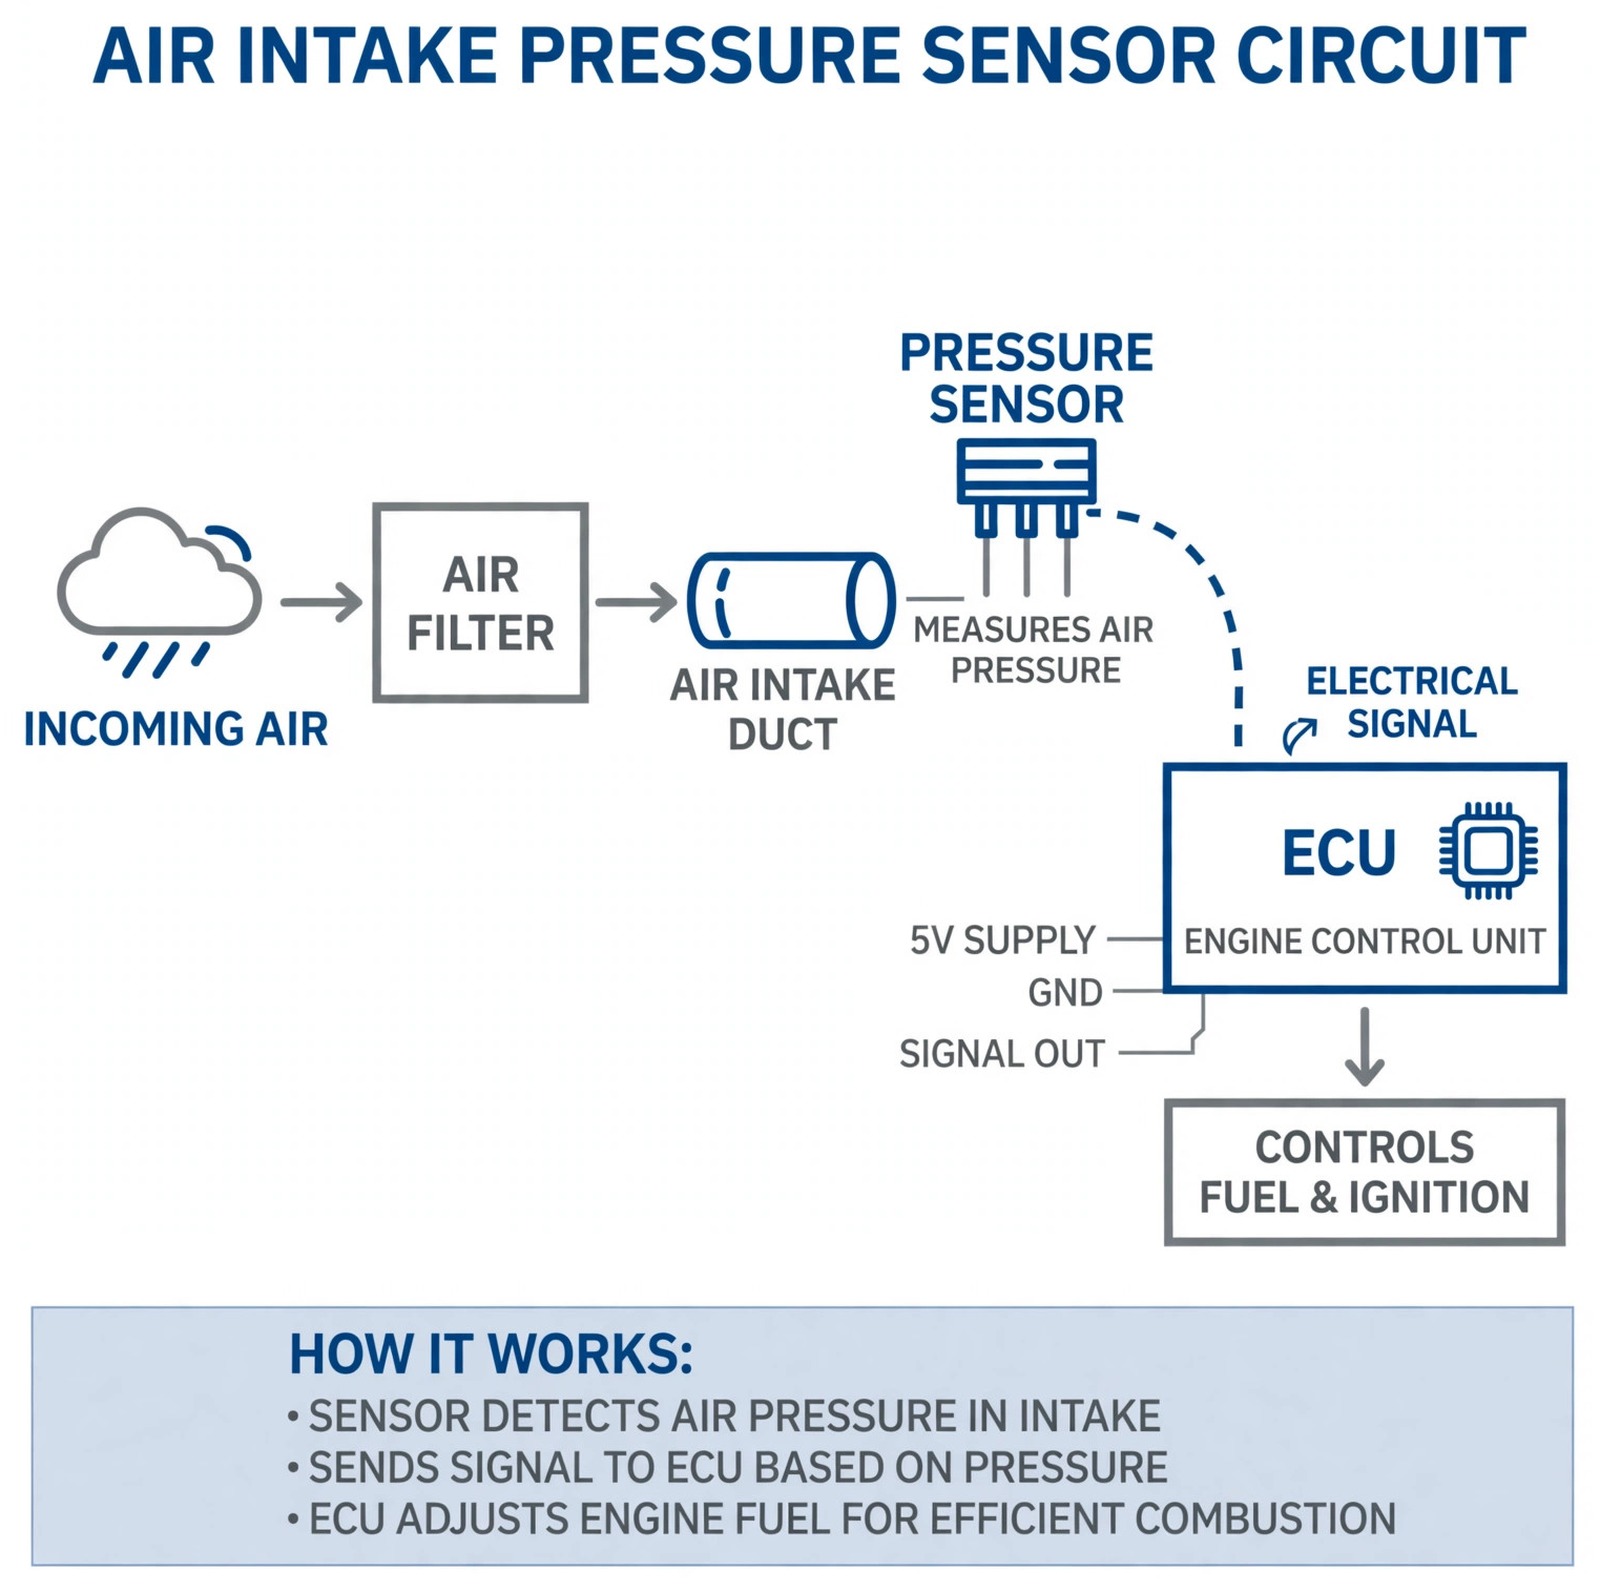 AIR INTAKE PRESSURE SENSOR CIRCUIT
PRESSURE
SENSOR
AIR
FILTER
INCOMING AIR
AIR INTAKE
DUCT
MEASURES AIR
PRESSURE
ELECTRICAL
SIGNAL
ECU
ENGINE CONTROL UNIT
5V SUPPLY
GND
SIGNAL OUT
CONTROLS
FUEL & IGNITION
HOW IT WORKS:
• SENSOR DETECTS AIR PRESSURE IN INTAKE
• SENDS SIGNAL TO ECU BASED ON PRESSURE
• ECU ADJUSTS ENGINE FUEL FOR EFFICIENT COMBUSTION